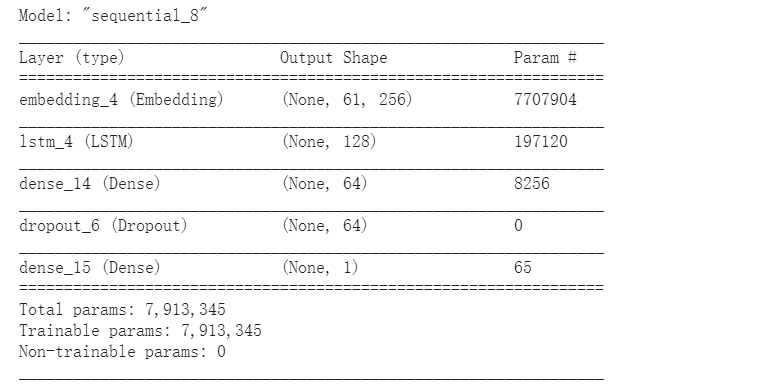 Model: "sequential_8"
Layer (type) Output Shape Param #
embedding_4 (Embedding) (None, 61, 256) 7707904
lstm_4 (LSTM) (None, 128) 197120
dense_14 (Dense) (None, 64) 8256
dropout_6 (Dropout) (None, 64) 0
dense_15 (Dense) (None, 1) 65
Total params: 7,913,345
Trainable params: 7,913,345
Non-trainable params: 0